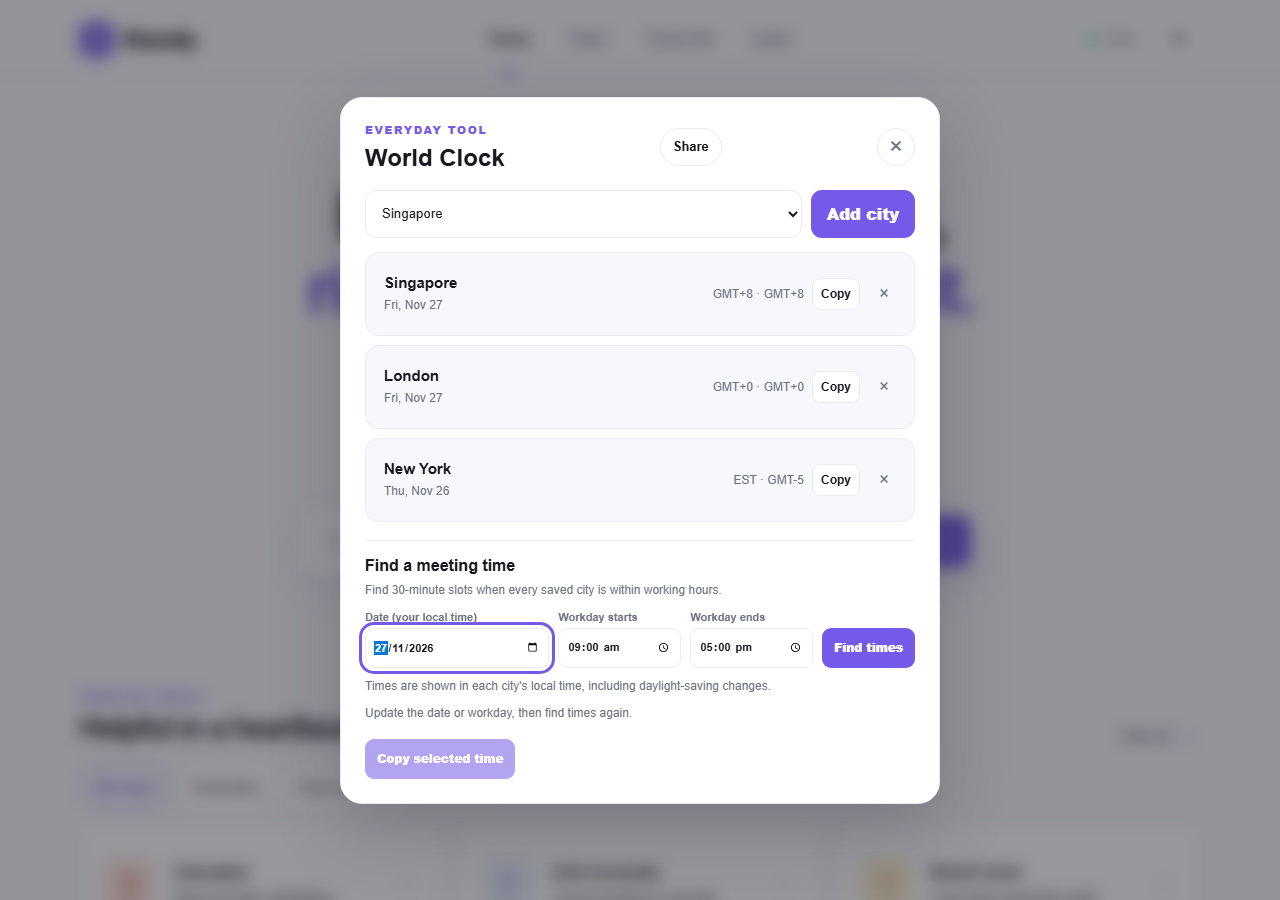 EVERYDAY TOOL
World Clock
Share
×
Singapore
Add city
Singapore
Fri, Nov 27
GMT+8 · GMT+8
Copy
×
London
Fri, Nov 27
GMT+0 · GMT+0
Copy
×
New York
Thu, Nov 26
EST · GMT-5
Copy
×
Find a meeting time
Find 30-minute slots when every saved city is within working hours.
Date (your local time)
Workday starts
Workday ends
27/11/2026
09:00 am
05:00 pm
Find times
Times are shown in each city's local time, including daylight-saving changes.
Update the date or workday, then find times again.
Copy selected time